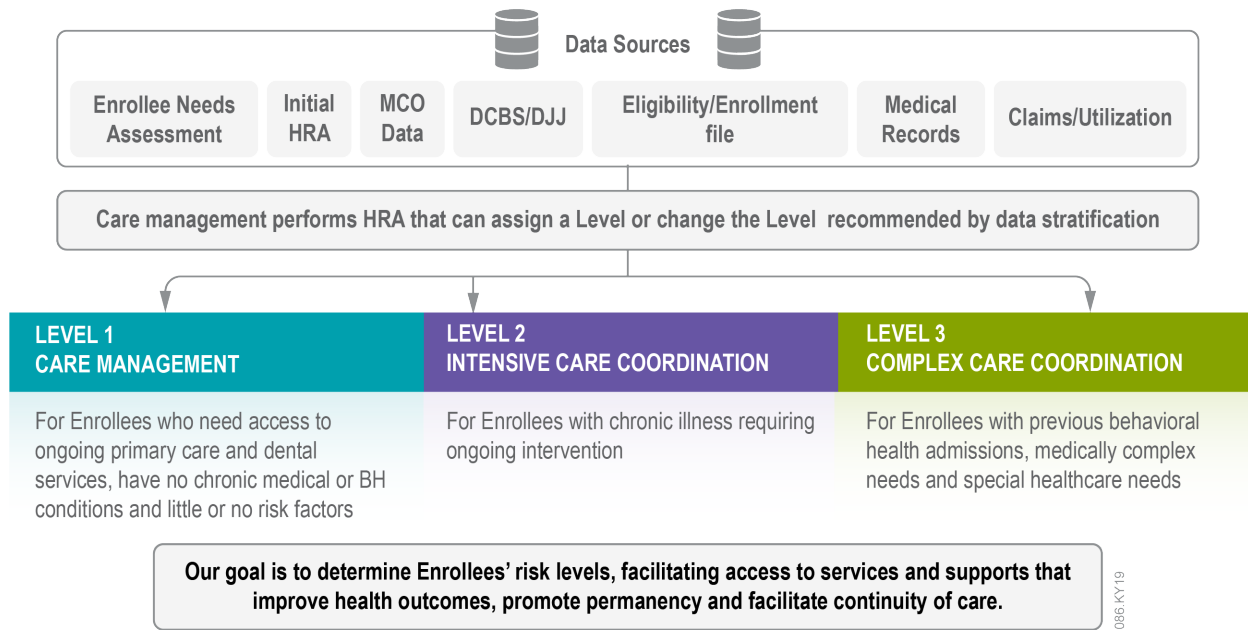 Data Sources
Enrollee Needs
Assessment
Initial
HRA
MCO
Data
DCBS/DJJ
Eligibility/Enrollment
file
Medical
Records
Claims/Utilization
Care management performs HRA that can assign a Level or change the Level recommended by data stratification
LEVEL 1
CARE MANAGEMENT
For Enrollees who need access to
ongoing primary care and dental
services, have no chronic medical or BH
conditions and little or no risk factors
LEVEL 2
INTENSIVE CARE COORDINATION
For Enrollees with chronic illness requiring
ongoing intervention
LEVEL 3
COMPLEX CARE COORDINATION
For Enrollees with previous behavioral
health admissions, medically complex
needs and special healthcare needs
Our goal is to determine Enrollees’ risk levels, facilitating access to services and supports that
improve health outcomes, promote permanency and facilitate continuity of care.
086.KY19